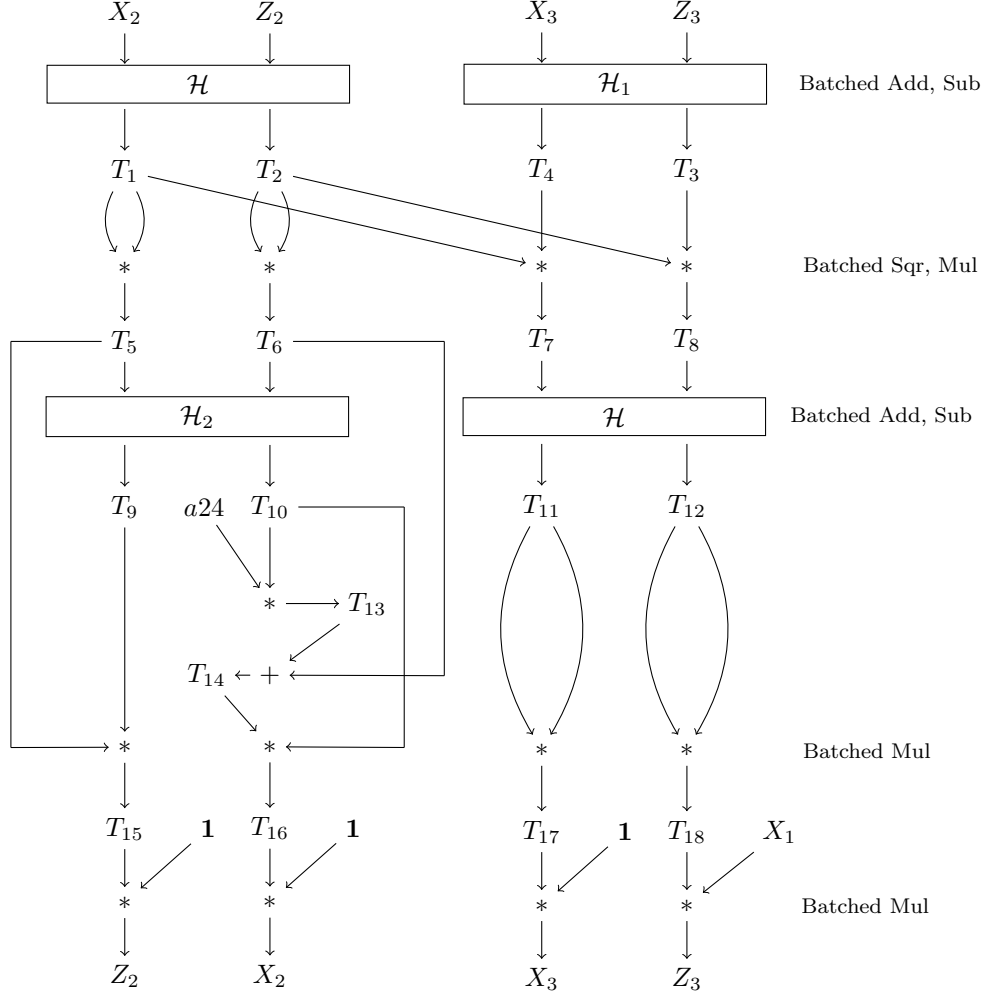 X₂ Z₂ X₃ Z₃
ℋ ℋ₁ Batched Add, Sub
T₁ T₂ T₄ T₃
* * * * Batched Sqr, Mul
T₅ T₆ T₇ T₈
ℋ₂ ℋ Batched Add, Sub
T₉ a24 T₁₀ T₁₁ T₁₂
* T₁₃
T₁₄ +
* * * * Batched Mul
T₁₅ 1 T₁₆ 1 T₁₇ 1 T₁₈ X₁
* * * * Batched Mul
Z₂ X₂ X₃ Z₃